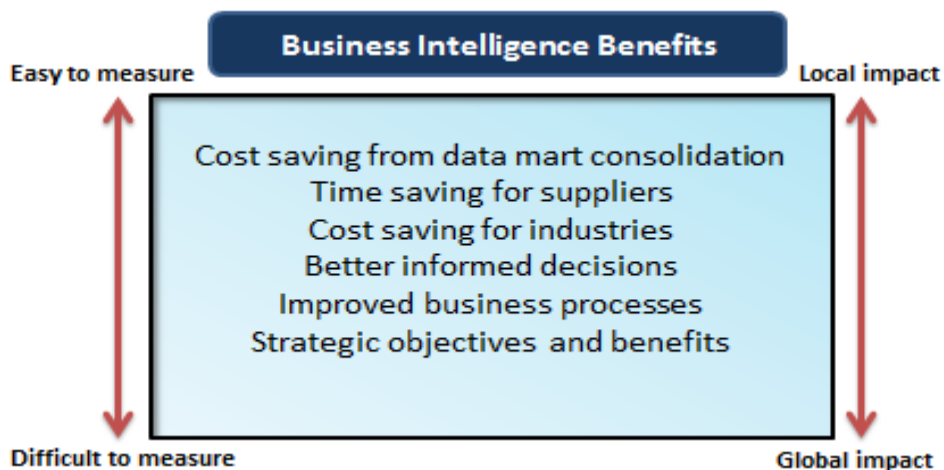 Business Intelligence Benefits
Easy to measure
Local impact
Cost saving from data mart consolidation
Time saving for suppliers
Cost saving for industries
Better informed decisions
Improved business processes
Strategic objectives and benefits
Difficult to measure
Global impact